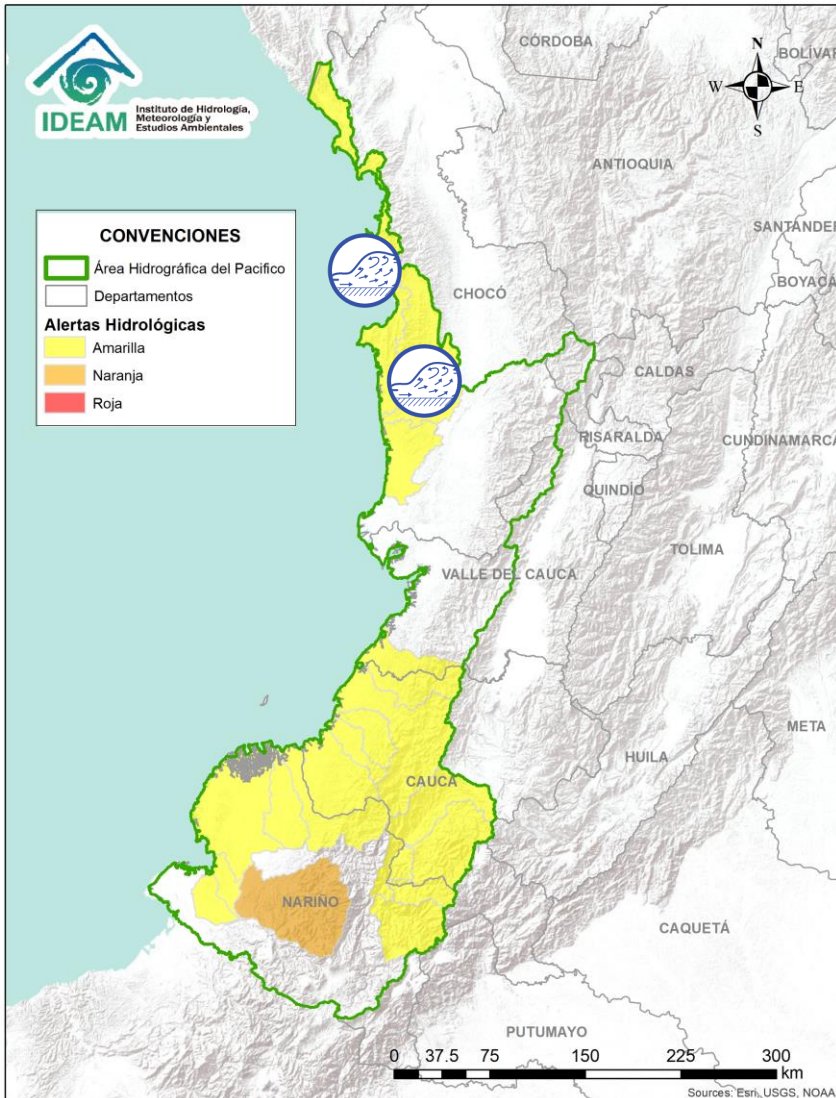 IDEAM
Instituto de Hidrología,
Meteorología y
Estudios Ambientales
CÓRDOBA
BOLÍVAR
N
W
E
S
ANTIOQUIA
SANTANDER
BOYACÁ
CONVENCIONES
Área Hidrográfica del Pacifico
Departamentos
Alertas Hidrológicas
Amarilla
Naranja
Roja
CHOCÓ
CALDAS
RISARALDA
CUNDINAMARCA
QUINDÍO
TOLIMA
VALLE DEL CAUCA
META
HUILA
CAUCA
NARIÑO
CAQUETÁ
PUTUMAYO
0 37.5 75 150 225 300
km
Sources: Esri, USGS, NOAA